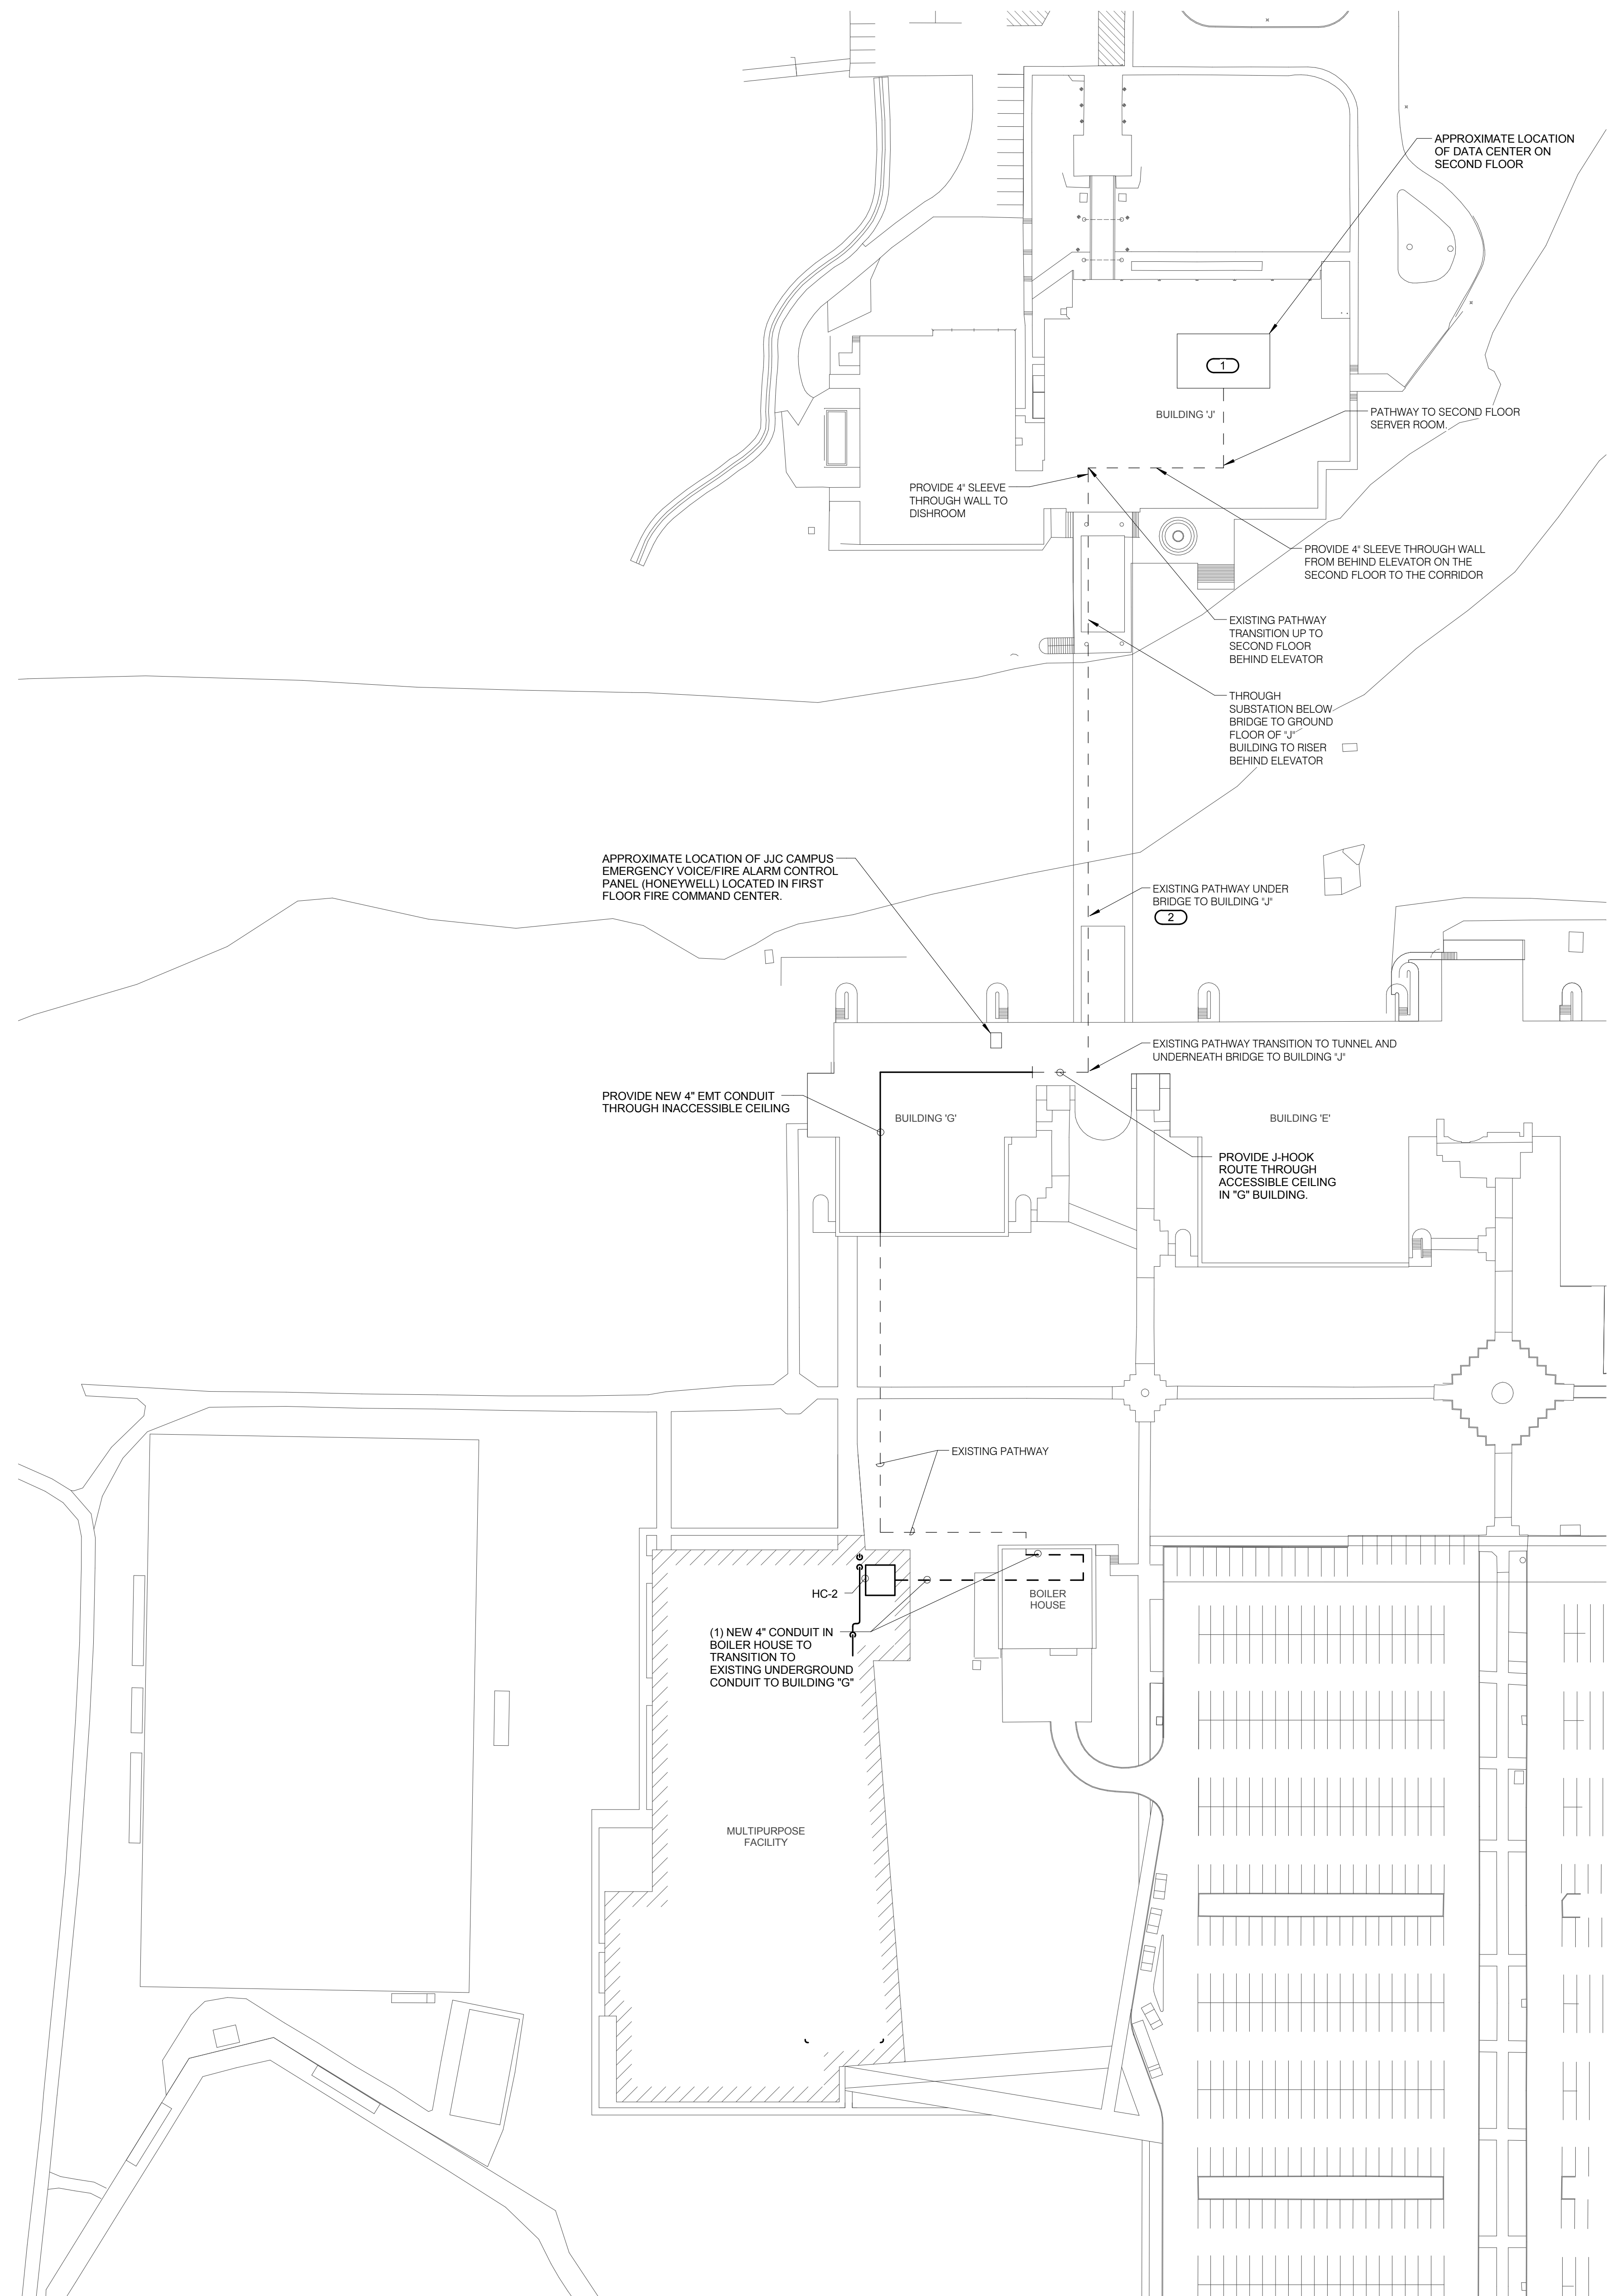 APPROXIMATE LOCATION
OF DATA CENTER ON
SECOND FLOOR
1
BUILDING 'J'
PATHWAY TO SECOND FLOOR
SERVER ROOM.
PROVIDE 4" SLEEVE
THROUGH WALL TO
DISHROOM
PROVIDE 4" SLEEVE THROUGH WALL
FROM BEHIND ELEVATOR ON THE
SECOND FLOOR TO THE CORRIDOR
EXISTING PATHWAY
TRANSITION UP TO
SECOND FLOOR
BEHIND ELEVATOR
THROUGH
SUBSTATION BELOW
BRIDGE TO GROUND
FLOOR OF "J"
BUILDING TO RISER
BEHIND ELEVATOR
APPROXIMATE LOCATION OF JJC CAMPUS
EMERGENCY VOICE/FIRE ALARM CONTROL
PANEL (HONEYWELL) LOCATED IN FIRST
FLOOR FIRE COMMAND CENTER.
EXISTING PATHWAY UNDER
BRIDGE TO BUILDING "J"
2
EXISTING PATHWAY TRANSITION TO TUNNEL AND
UNDERNEATH BRIDGE TO BUILDING "J"
PROVIDE NEW 4" EMT CONDUIT
THROUGH INACCESSIBLE CEILING
BUILDING 'G'
BUILDING 'E'
PROVIDE J-HOOK
ROUTE THROUGH
ACCESSIBLE CEILING
IN "G" BUILDING.
EXISTING PATHWAY
HC-2
BOILER
HOUSE
(1) NEW 4" CONDUIT IN
BOILER HOUSE TO
TRANSITION TO
EXISTING UNDERGROUND
CONDUIT TO BUILDING "G"
MULTIPURPOSE
FACILITY